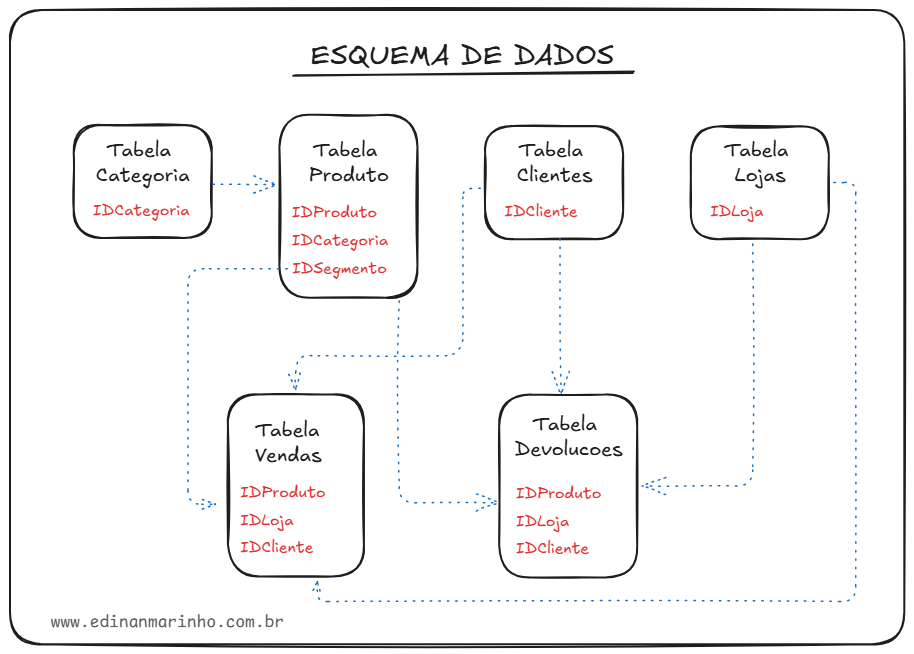 ESQUEMA DE DADOS
Tabela
Categoria
IDCategoria
Tabela
Produto
IDProduto
IDCategoria
IDSegmento
Tabela
Clientes
IDCliente
Tabela
Lojas
IDLoja
Tabela
Vendas
IDProduto
IDLoja
IDCliente
Tabela
Devolucoes
IDProduto
IDLoja
IDCliente
www.edinanmarinho.com.br